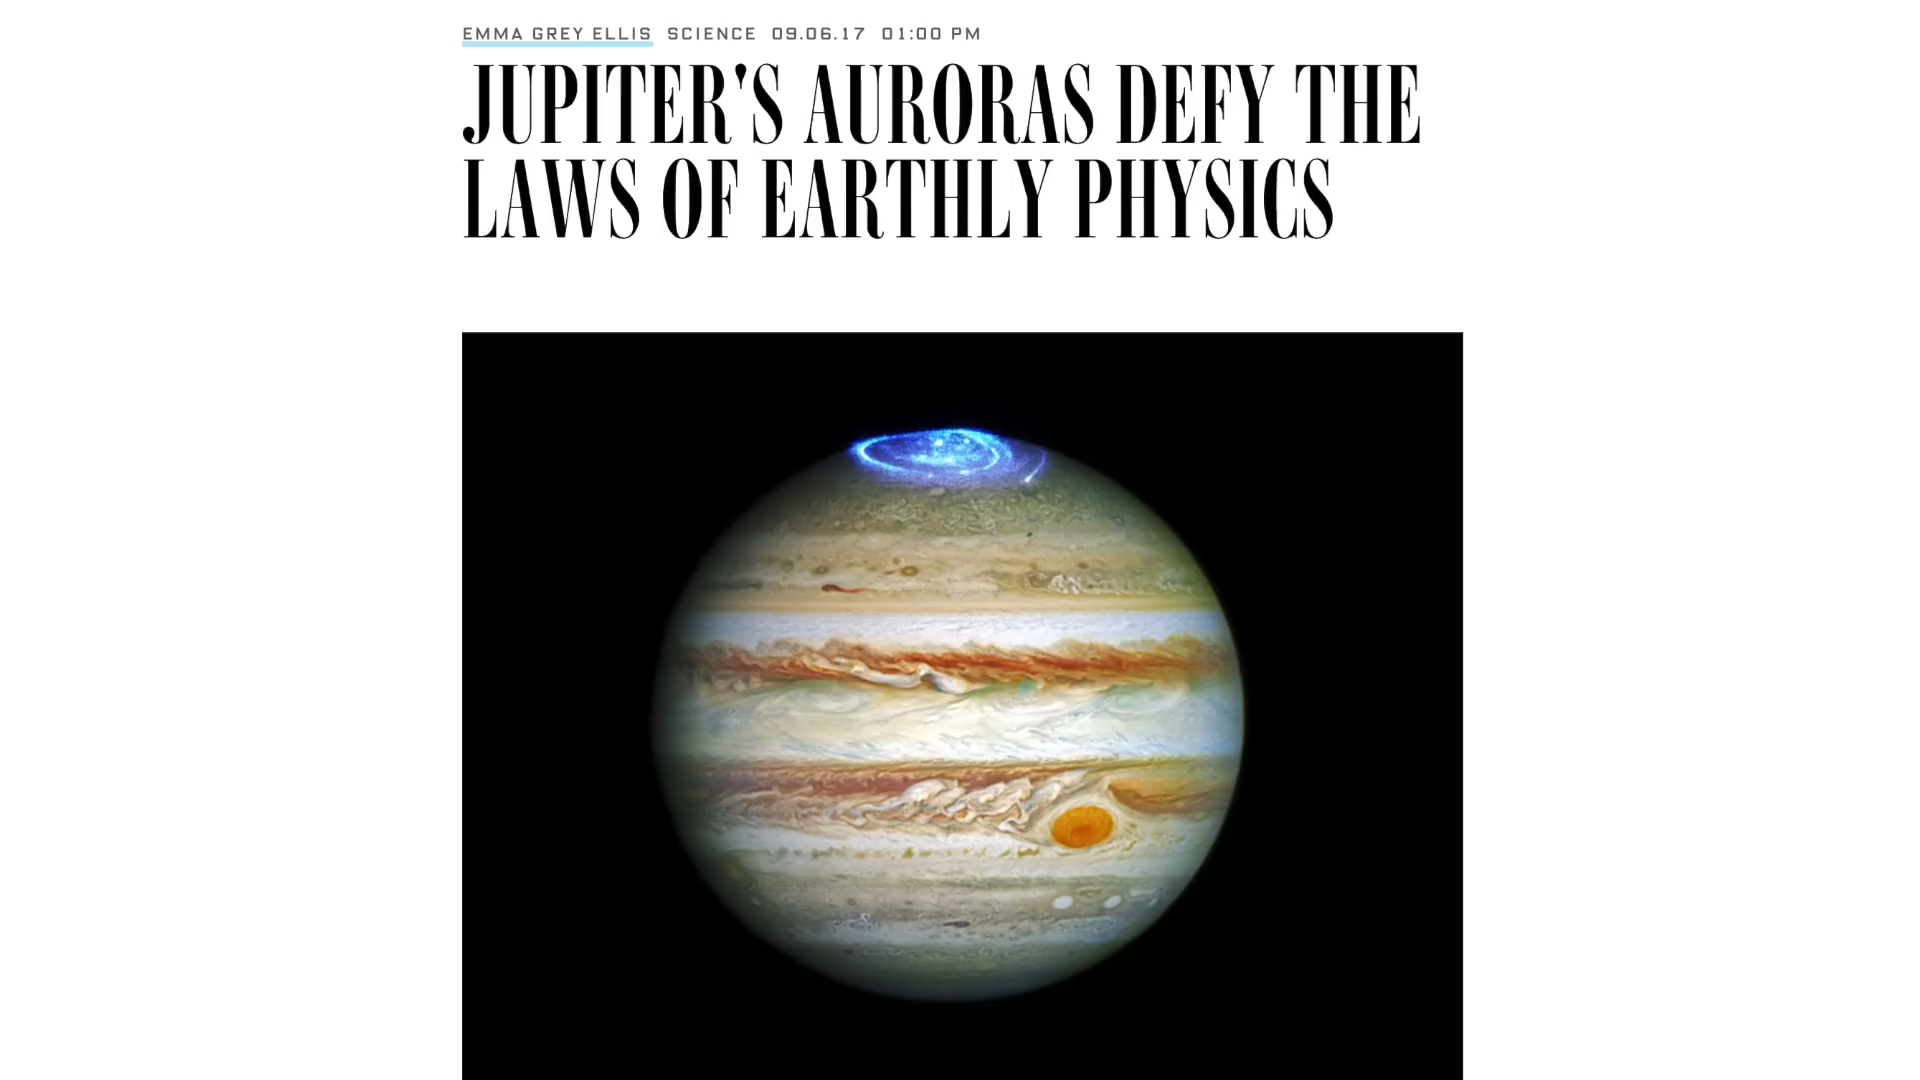 EMMA GREY ELLIS SCIENCE 09.06.17 01:00 PM
JUPITER'S AURORAS DEFY THE
LAWS OF EARTHLY PHYSICS